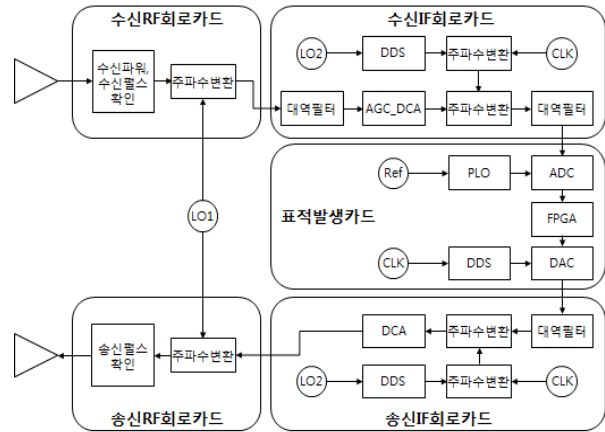 수신RF회로카드
수신파워,
수신펄스
확인
주파수변환
수신IF회로카드
LO2
DDS
주파수변환
CLK
대역필터
AGC_DCA
주파수변환
대역필터
LO1
표적발생카드
Ref
PLO
ADC
FPGA
CLK
DDS
DAC
송신펄스
확인
주파수변환
송신RF회로카드
DCA
주파수변환
대역필터
LO2
DDS
주파수변환
CLK
송신IF회로카드